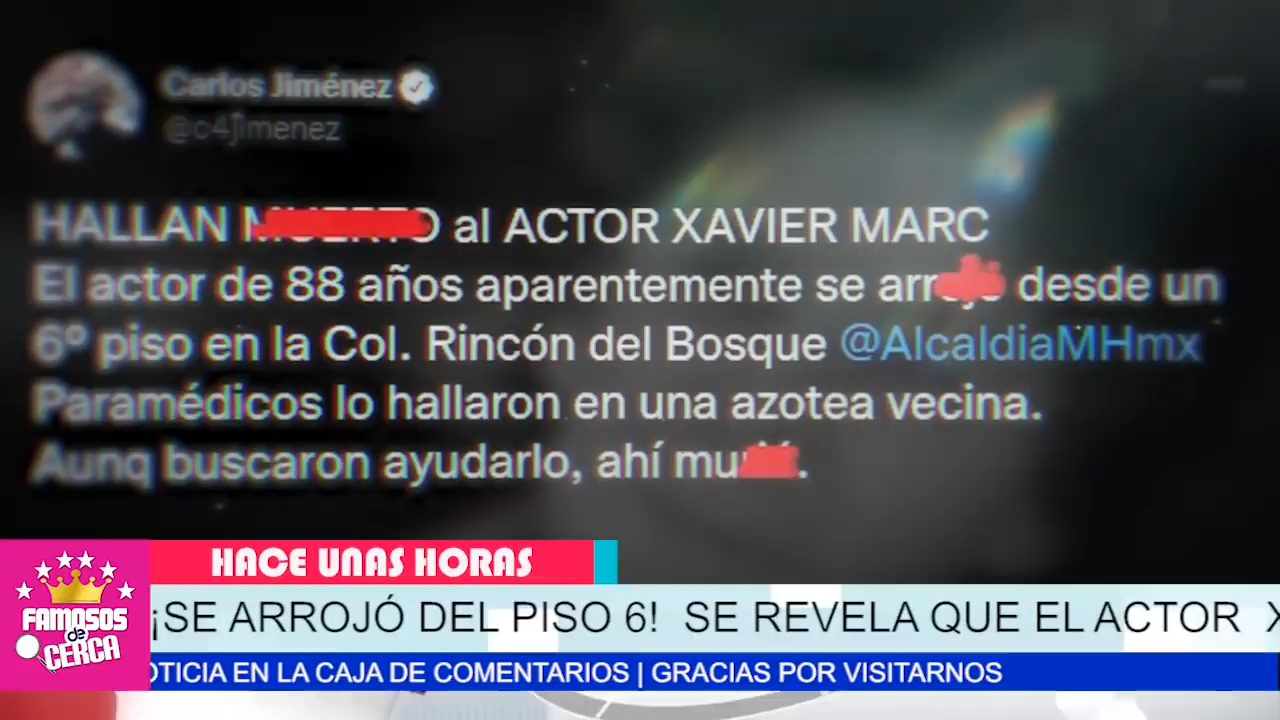 Carlos Jiménez
@c4jimenez
HALLAN MUERTO al ACTOR XAVIER MARC
El actor de 88 años aparentemente se arr desde un
6º piso en la Col. Rincón del Bosque @AlcaldiaMHmx
Paramédicos lo hallaron en una azotea vecina.
Aunq buscaron ayudarlo, ahí mu.
HACE UNAS HORAS
¡SE ARROJÓ DEL PISO 6! SE REVELA QUE EL ACTOR X
FAMOSOS
de
CERCA
OTICIA EN LA CAJA DE COMENTARIOS | GRACIAS POR VISITARNOS